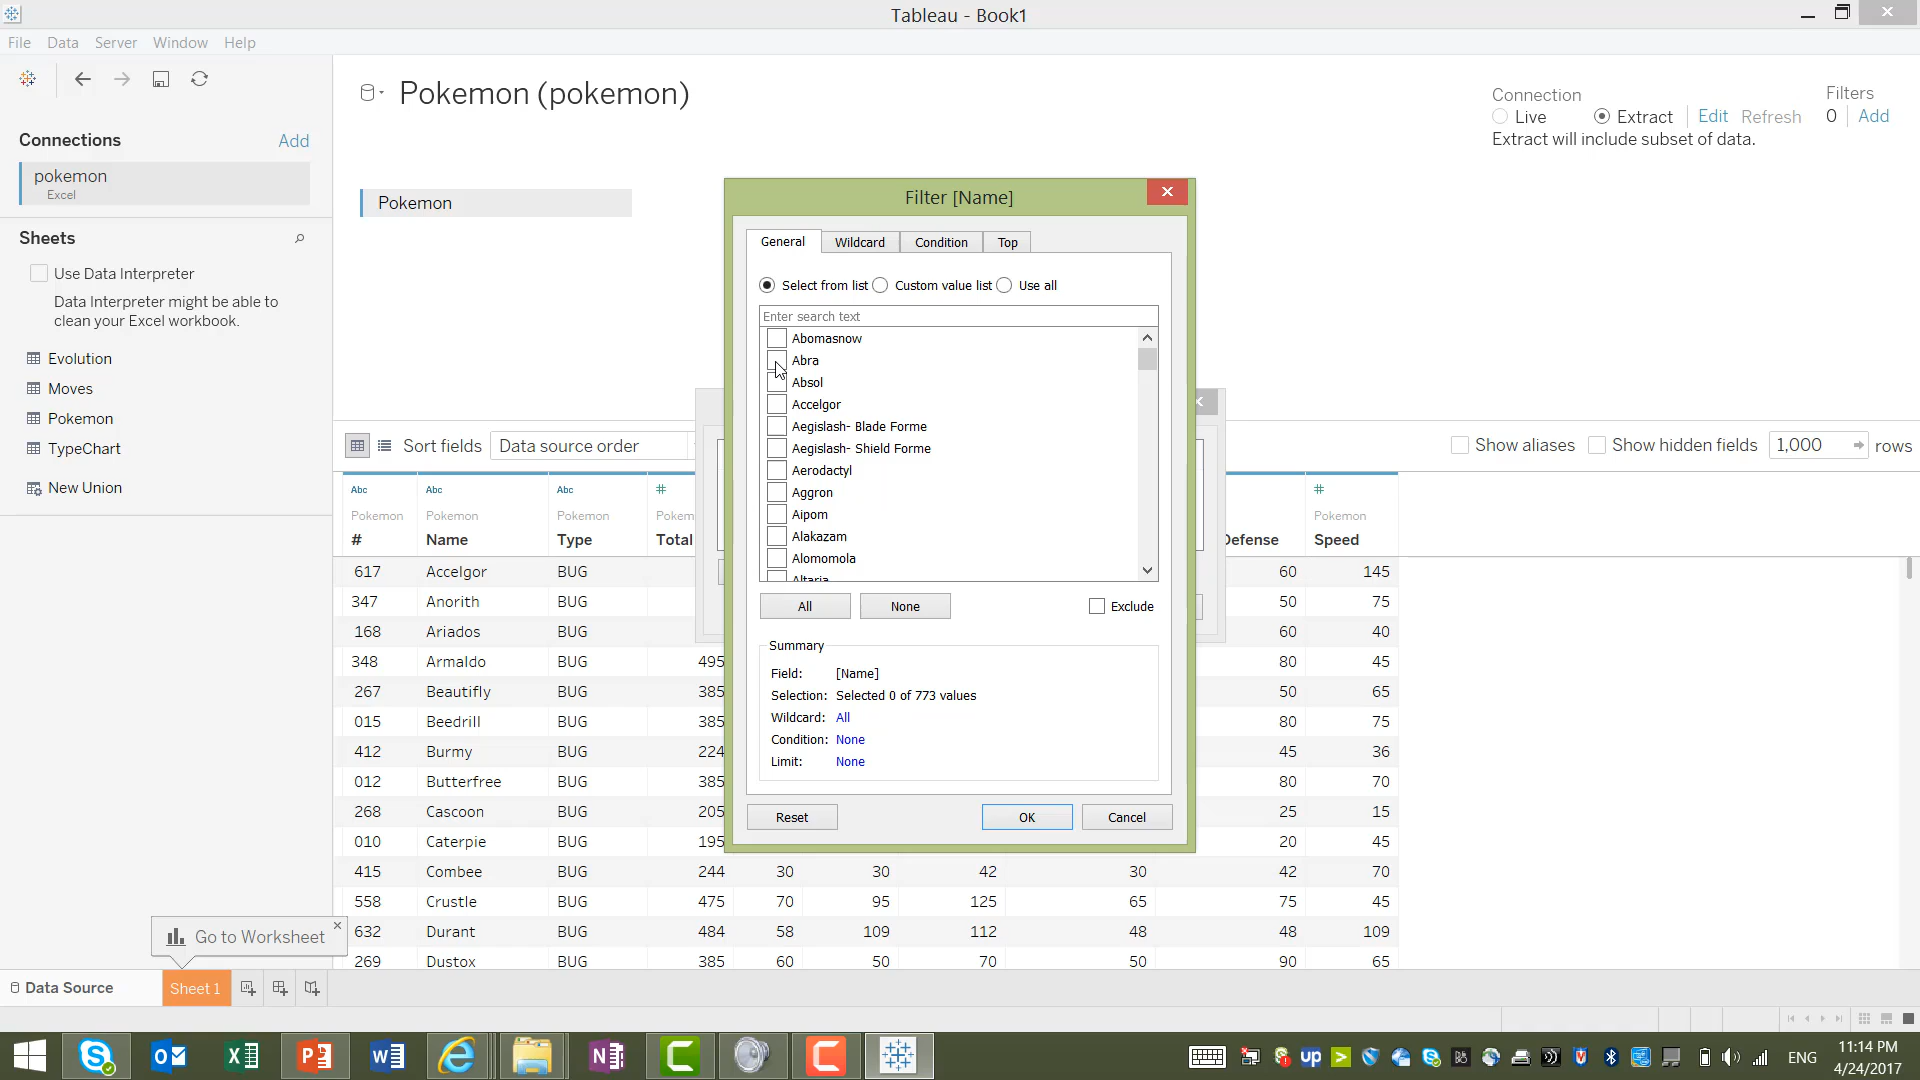 Tableau - Book1
File Data Server Window Help
Pokemon (pokemon)
Connection
Live Extract Edit Refresh
Extract will include subset of data.
Filters
0 Add
Connections Add
pokemon
Excel
Pokemon
Sheets
Use Data Interpreter
Data Interpreter might be able to
clean your Excel workbook.
Evolution
Moves
Pokemon
TypeChart
New Union
Filter [Name]
General Wildcard Condition Top
Select from list Custom value list Use all
Enter search text
Abomasnow
Abra
Absol
Accelgor
Aegislash- Blade Forme
Aegislash- Shield Forme
Aerodactyl
Aggron
Aipom
Alakazam
Alomomola
Altaria
All None Exclude
Summary
Field: [Name]
Selection: Selected 0 of 773 values
Wildcard: All
Condition: None
Limit: None
Reset OK Cancel
Sort fields Data source order Show aliases Show hidden fields 1,000 rows
Abc Abc Abc # #
Pokemon Pokemon Pokemon Pokem Pokemon
# Name Type Total Defense Speed
617 Accelgor BUG 60 145
347 Anorith BUG 50 75
168 Ariados BUG 60 40
348 Armaldo BUG 495 80 45
267 Beautifly BUG 385 50 65
015 Beedrill BUG 385 80 75
412 Burmy BUG 224 45 36
012 Butterfree BUG 385 80 70
268 Cascoon BUG 205 25 15
010 Caterpie BUG 195 20 45
415 Combee BUG 244 30 30 42 30 42 70
558 Crustle BUG 475 70 95 125 65 75 45
632 Durant BUG 484 58 109 112 48 48 109
269 Dustox BUG 385 60 50 70 50 90 65
Go to Worksheet
Data Source Sheet 1
up
ENG
11:14 PM
4/24/2017